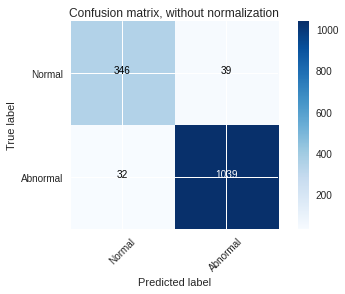 Confusion matrix, without normalization
True label
Normal
Abnormal
346
39
32
1039
Normal
Abnormal
Predicted label
1000
800
600
400
200